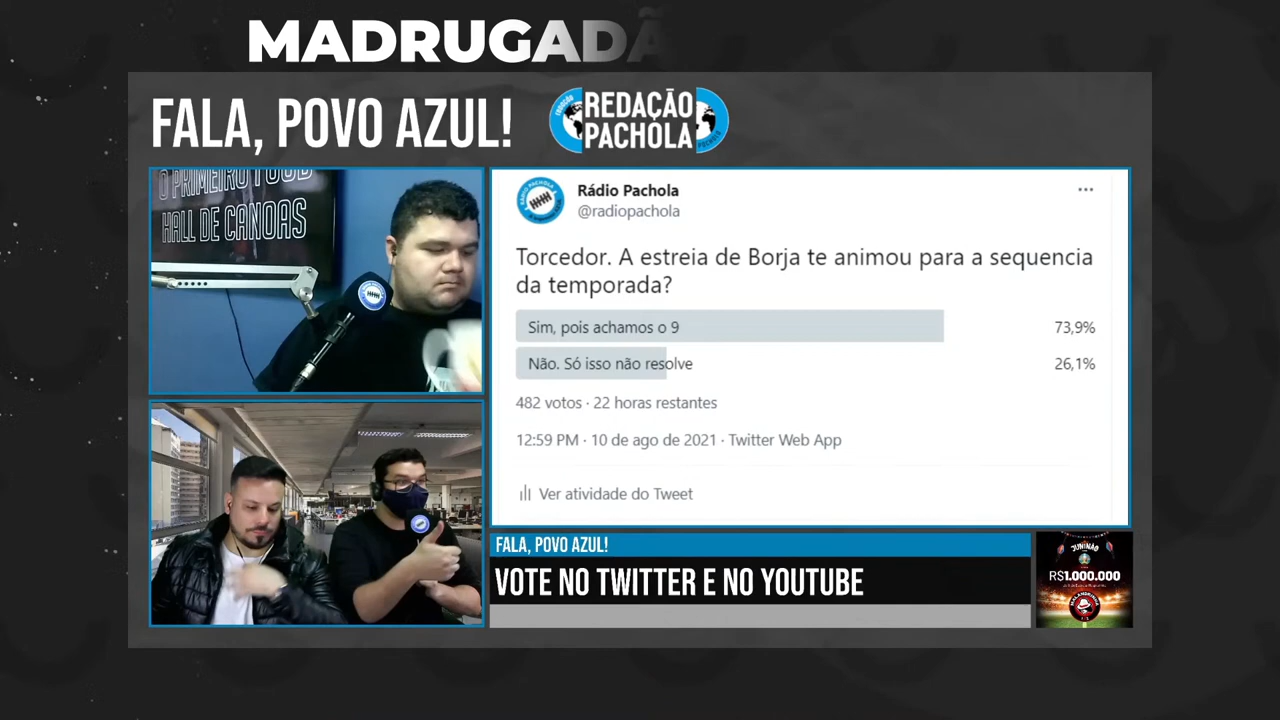 MADRUGADÃ
FALA, POVO AZUL!
REDAÇÃO
PACHOLA
O PRIMEIRO FOOD
HALL DE CANOAS
Rádio Pachola
@radiopachola
Torcedor. A estreia de Borja te animou para a sequencia
da temporada?
Sim, pois achamos o 9 73,9%
Não. Só isso não resolve 26,1%
482 votos · 22 horas restantes
12:59 PM · 10 de ago de 2021 · Twitter Web App
Ver atividade do Tweet
FALA, POVO AZUL!
VOTE NO TWITTER E NO YOUTUBE
JUNINÃO
R$1.000.000